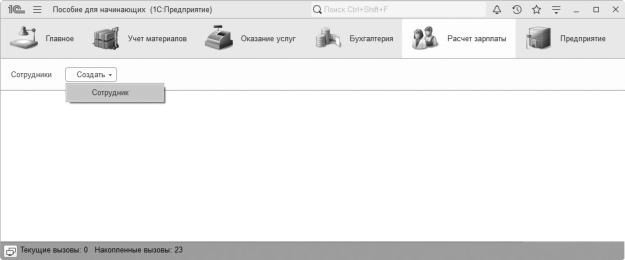 1С Пособие для начинающих (1С:Предприятие) Поиск Ctrl+Shift+F
Главное Учет материалов Оказание услуг Бухгалтерия Расчет зарплаты Предприятие
Сотрудники Создать
Сотрудник
Текущие вызовы: 0 Накопленные вызовы: 23